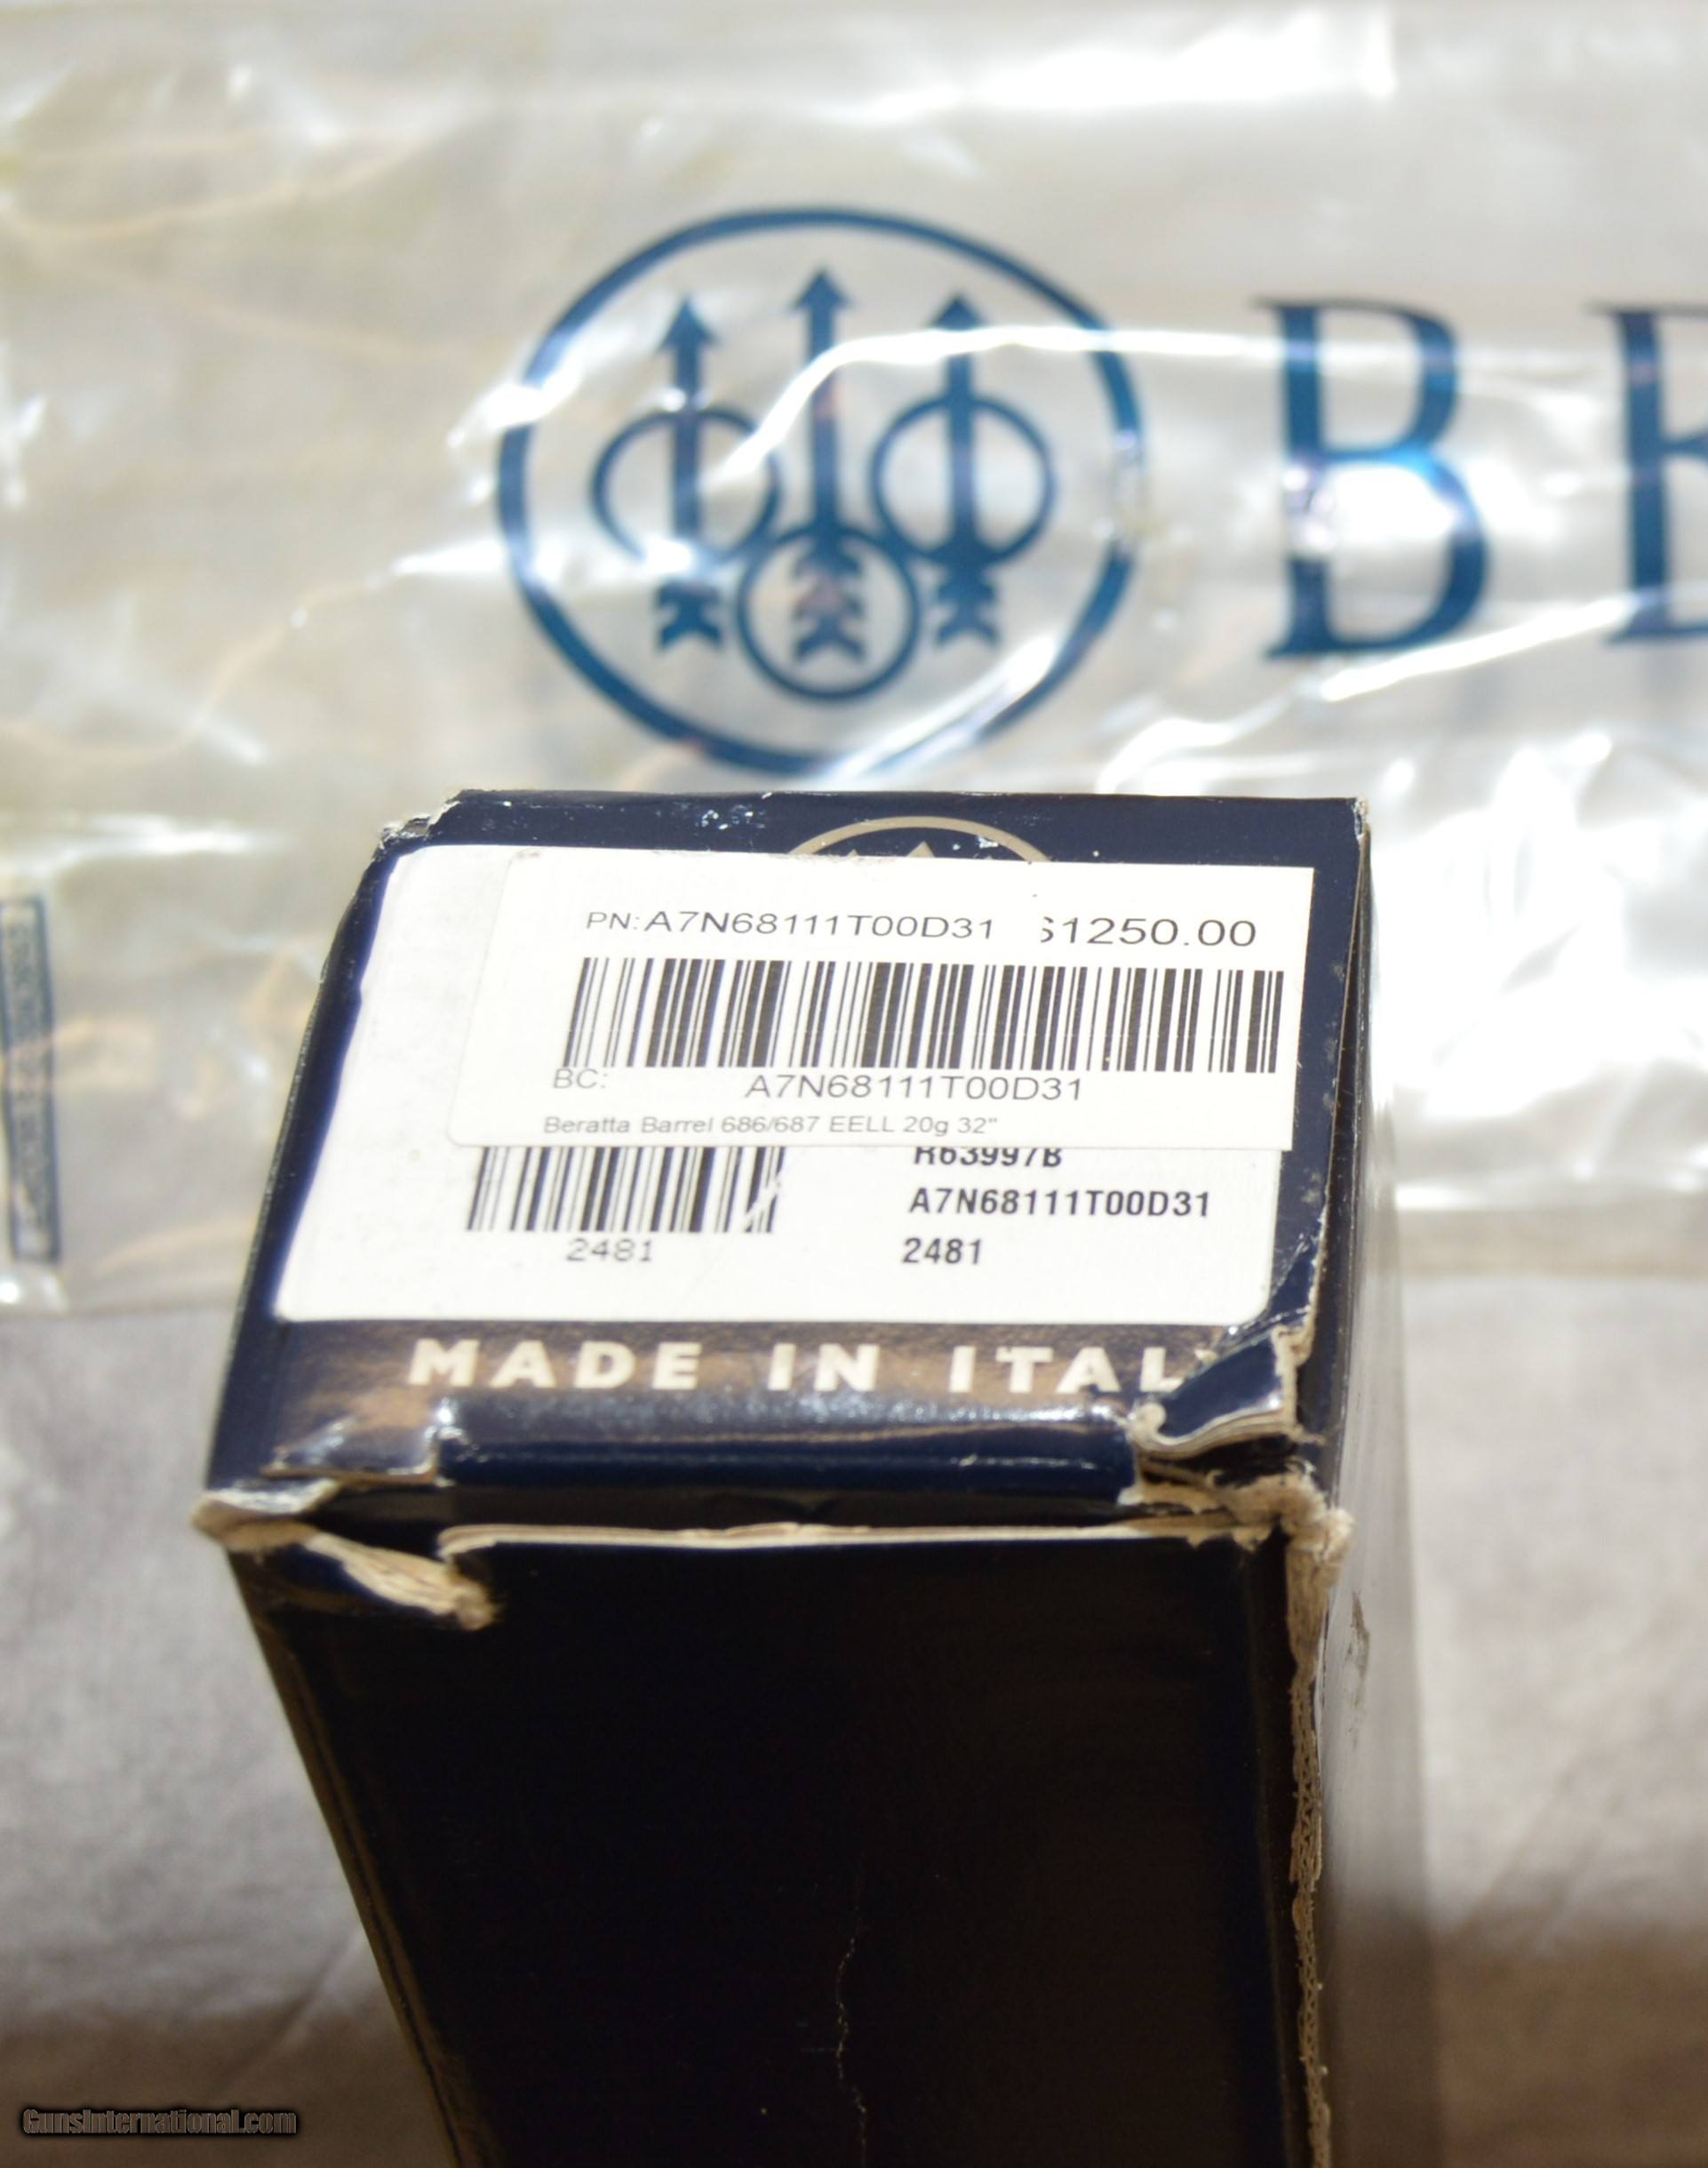 BE
PN: A7N68111T00D31 $1250.00
BC: A7N68111T00D31
Beratta Barrel 686/687 EELL 20g 32"
R63997B
A7N68111T00D31
2481 2481
MADE IN ITAL
GunsInternational.com